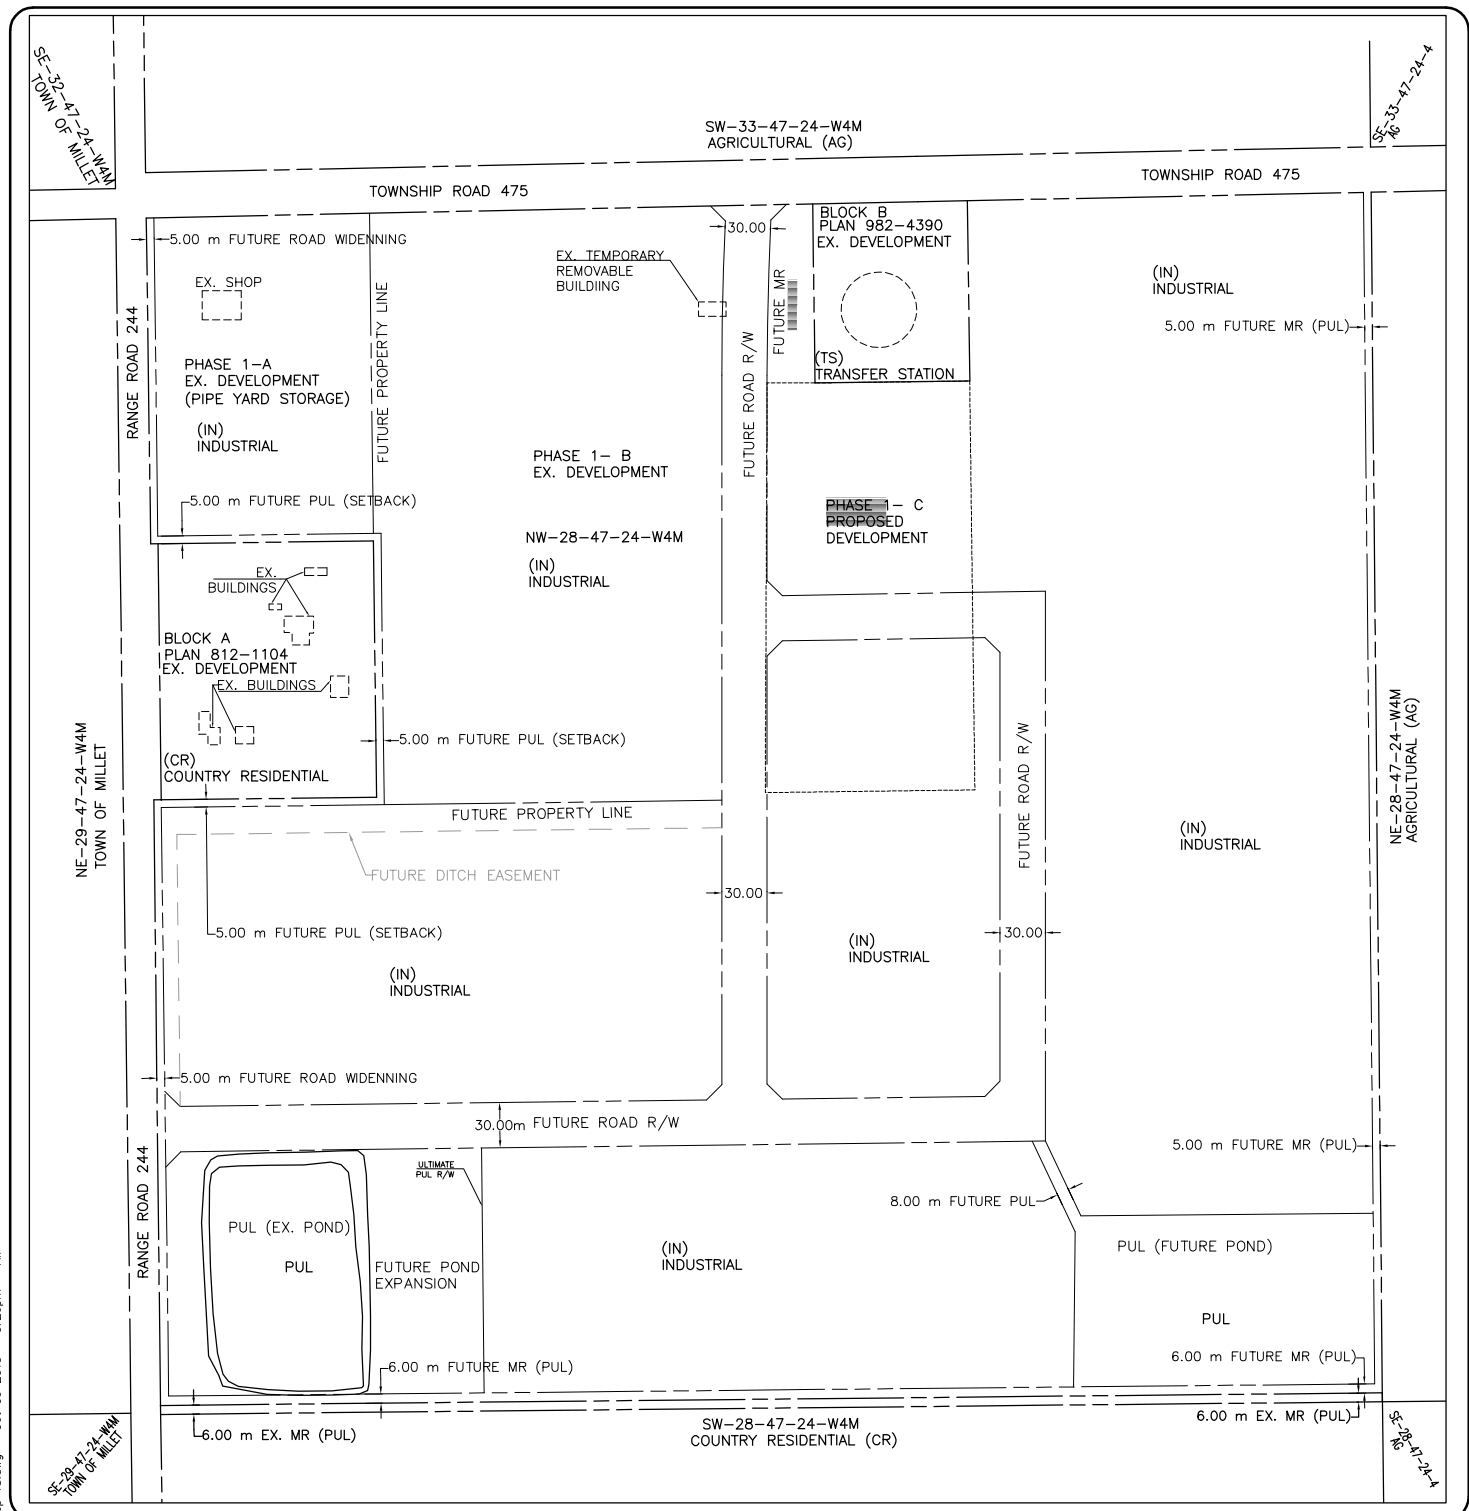 SE-32-47-24-W4M
TOWN OF MILLET
SW-33-47-24-W4M
AGRICULTURAL (AG)
SE-33-47-24-4
AG
TOWNSHIP ROAD 475
TOWNSHIP ROAD 475
5.00 m FUTURE ROAD WIDENNING
EX. SHOP
RANGE ROAD 244
PHASE 1-A
EX. DEVELOPMENT
(PIPE YARD STORAGE)
(IN)
INDUSTRIAL
FUTURE PROPERTY LINE
EX. TEMPORARY
REMOVABLE
BUILDIING
30.00
FUTURE MR
FUTURE ROAD R/W
BLOCK B
PLAN 982-4390
EX. DEVELOPMENT
(TS)
TRANSFER STATION
(IN)
INDUSTRIAL
5.00 m FUTURE MR (PUL)
PHASE 1- B
EX. DEVELOPMENT
NW-28-47-24-W4M
(IN)
INDUSTRIAL
PHASE 1- C
PROPOSED
DEVELOPMENT
5.00 m FUTURE PUL (SETBACK)
EX.
BUILDINGS
BLOCK A
PLAN 812-1104
EX. DEVELOPMENT
EX. BUILDINGS
(CR)
COUNTRY RESIDENTIAL
5.00 m FUTURE PUL (SETBACK)
NE-29-47-24-W4M
TOWN OF MILLET
FUTURE PROPERTY LINE
FUTURE DITCH EASEMENT
5.00 m FUTURE PUL (SETBACK)
(IN)
INDUSTRIAL
30.00
(IN)
INDUSTRIAL
30.00
FUTURE ROAD R/W
(IN)
INDUSTRIAL
NE-28-47-24-W4M
AGRICULTURAL (AG)
5.00 m FUTURE ROAD WIDENNING
30.00m FUTURE ROAD R/W
5.00 m FUTURE MR (PUL)
RANGE ROAD 244
ULTIMATE
PUL R/W
8.00 m FUTURE PUL
PUL (EX. POND)
PUL
FUTURE POND
EXPANSION
(IN)
INDUSTRIAL
PUL (FUTURE POND)
PUL
6.00 m FUTURE MR (PUL)
6.00 m FUTURE MR (PUL)
6.00 m EX. MR (PUL)
SW-28-47-24-W4M
COUNTRY RESIDENTIAL (CR)
6.00 m EX. MR (PUL)
SE-29-47-24-W4M
TOWN OF MILLET
SE-28-47-24-4
AG